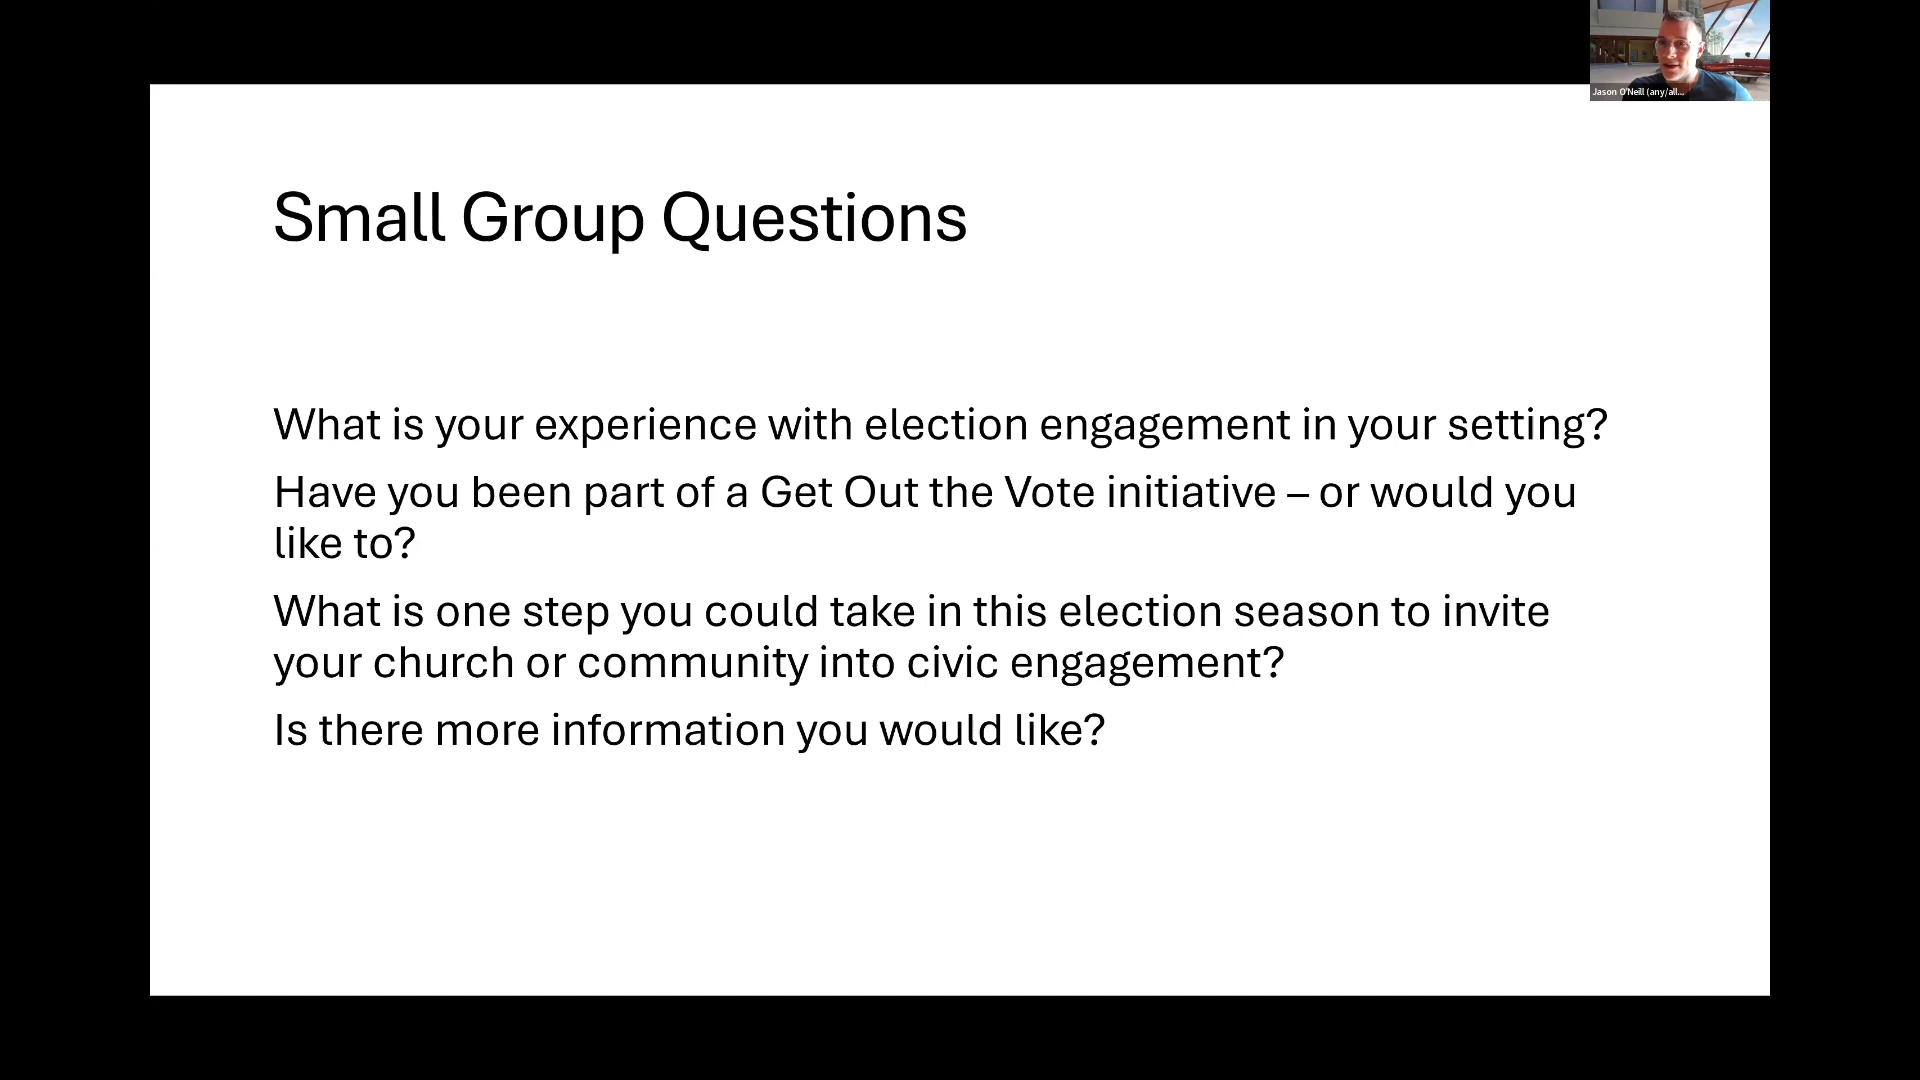 Jason O'Neill (any/all...
Small Group Questions
What is your experience with election engagement in your setting?
Have you been part of a Get Out the Vote initiative – or would you
like to?
What is one step you could take in this election season to invite
your church or community into civic engagement?
Is there more information you would like?